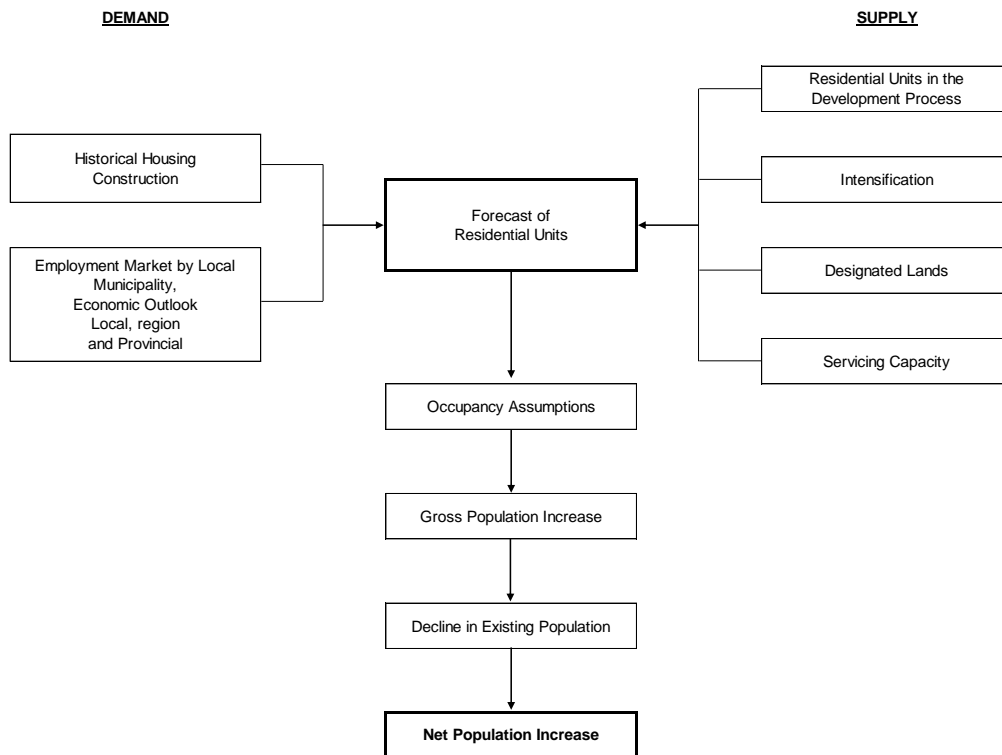 DEMAND
SUPPLY
Residential Units in the
Development Process
Historical Housing
Construction
Intensification
Forecast of
Residential Units
Employment Market by Local
Municipality,
Economic Outlook
Local, region
and Provincial
Designated Lands
Servicing Capacity
Occupancy Assumptions
Gross Population Increase
Decline in Existing Population
Net Population Increase